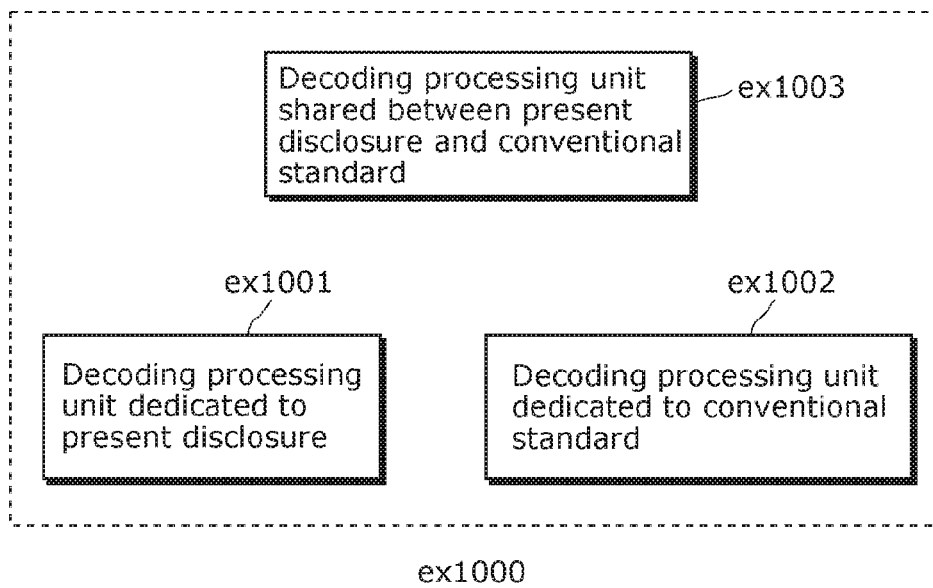 Decoding processing unit
shared between present
disclosure and conventional
standard
ex1003
ex1001
ex1002
Decoding processing
unit dedicated to
present disclosure
Decoding processing unit
dedicated to conventional
standard
ex1000